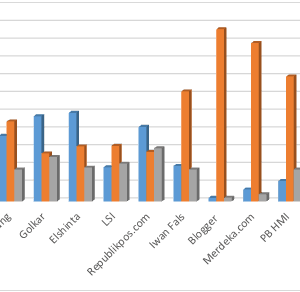 Golkar
Elshinta
LSI
Republikpos.com
Iwan Fals
Blogger
Merdeka.com
PB HMI